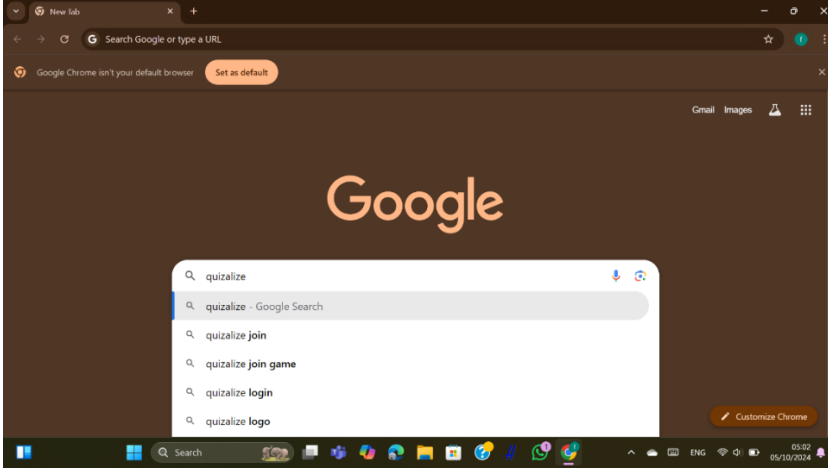 New Tab
Search Google or type a URL
Google Chrome isn't your default browser Set as default
Gmail Images
Google
quizalize
quizalize - Google Search
quizalize join
quizalize join game
quizalize login
quizalize logo
Customize Chrome
Search
ENG
05:02
05/10/2024